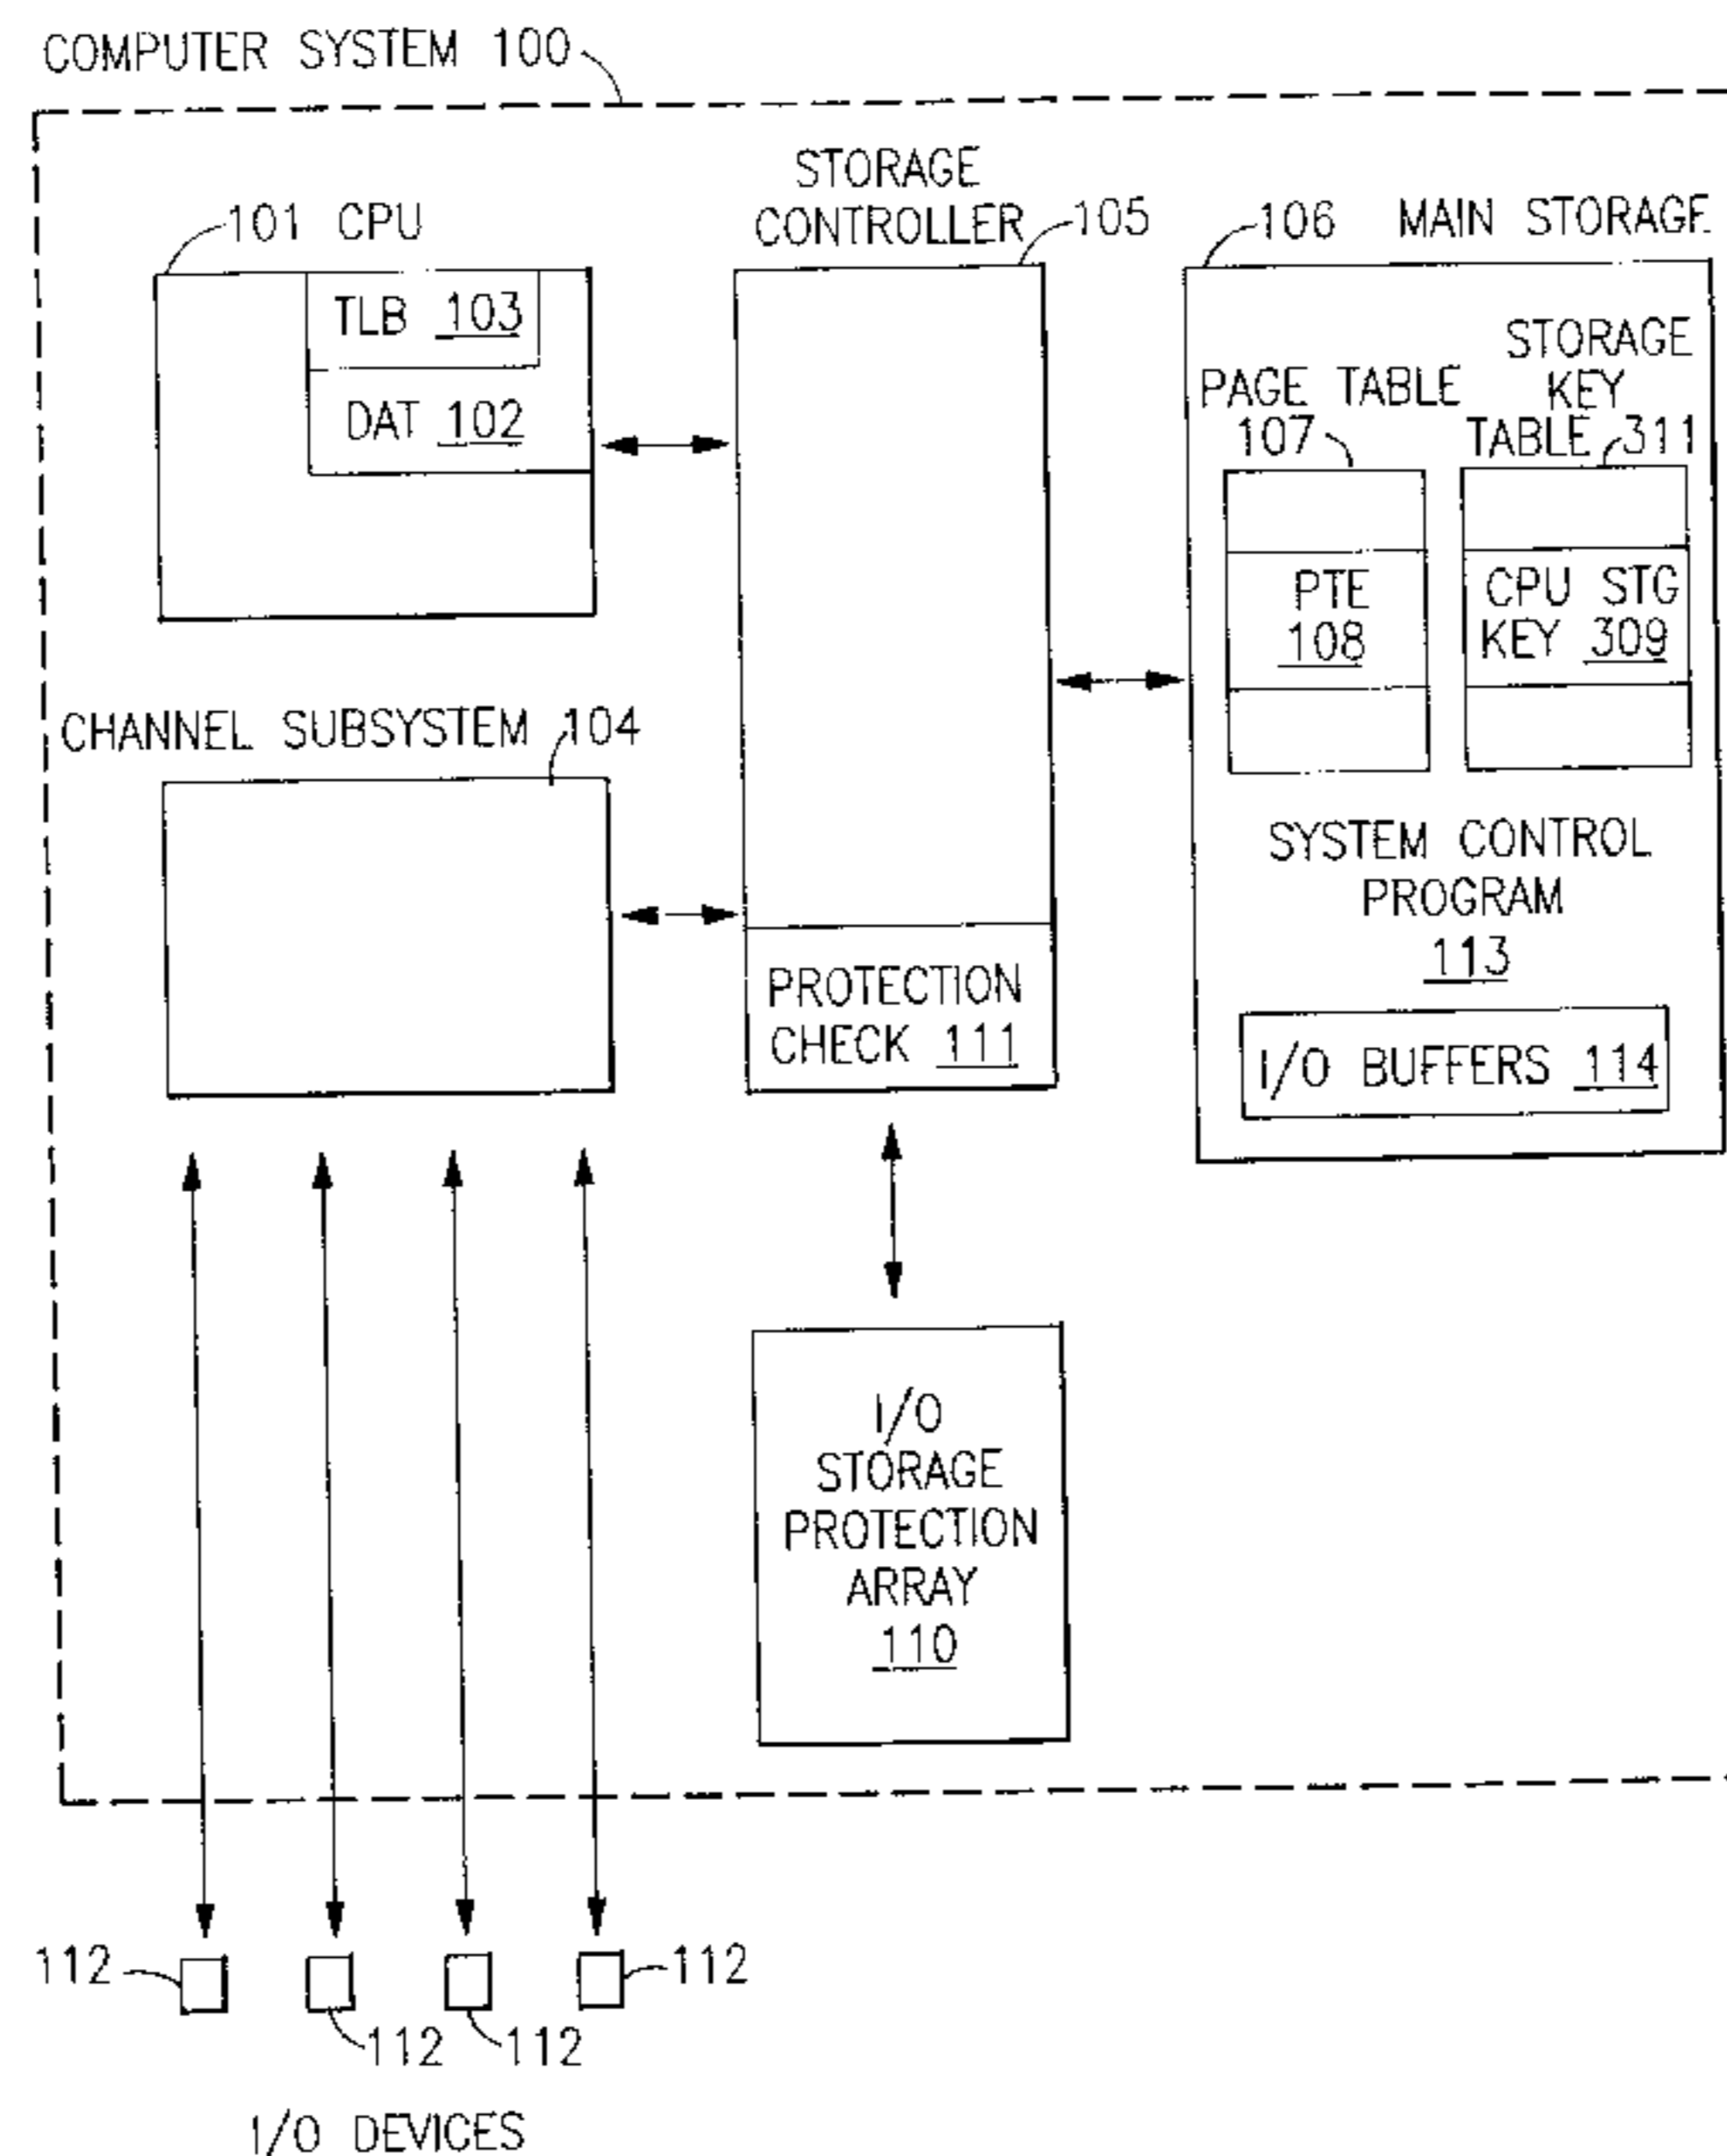 COMPUTER SYSTEM 100
101 CPU
TLB 103
DAT 102
STORAGE
CONTROLLER 105
106 MAIN STORAGE
PAGE TABLE
107
STORAGE
KEY
TABLE 311
PTE
108
CPU STG
KEY 309
CHANNEL SUBSYSTEM 104
SYSTEM CONTROL
PROGRAM
113
PROTECTION
CHECK 111
I/O BUFFERS 114
I/O
STORAGE
PROTECTION
ARRAY
110
112
112
112
112
I/O DEVICES